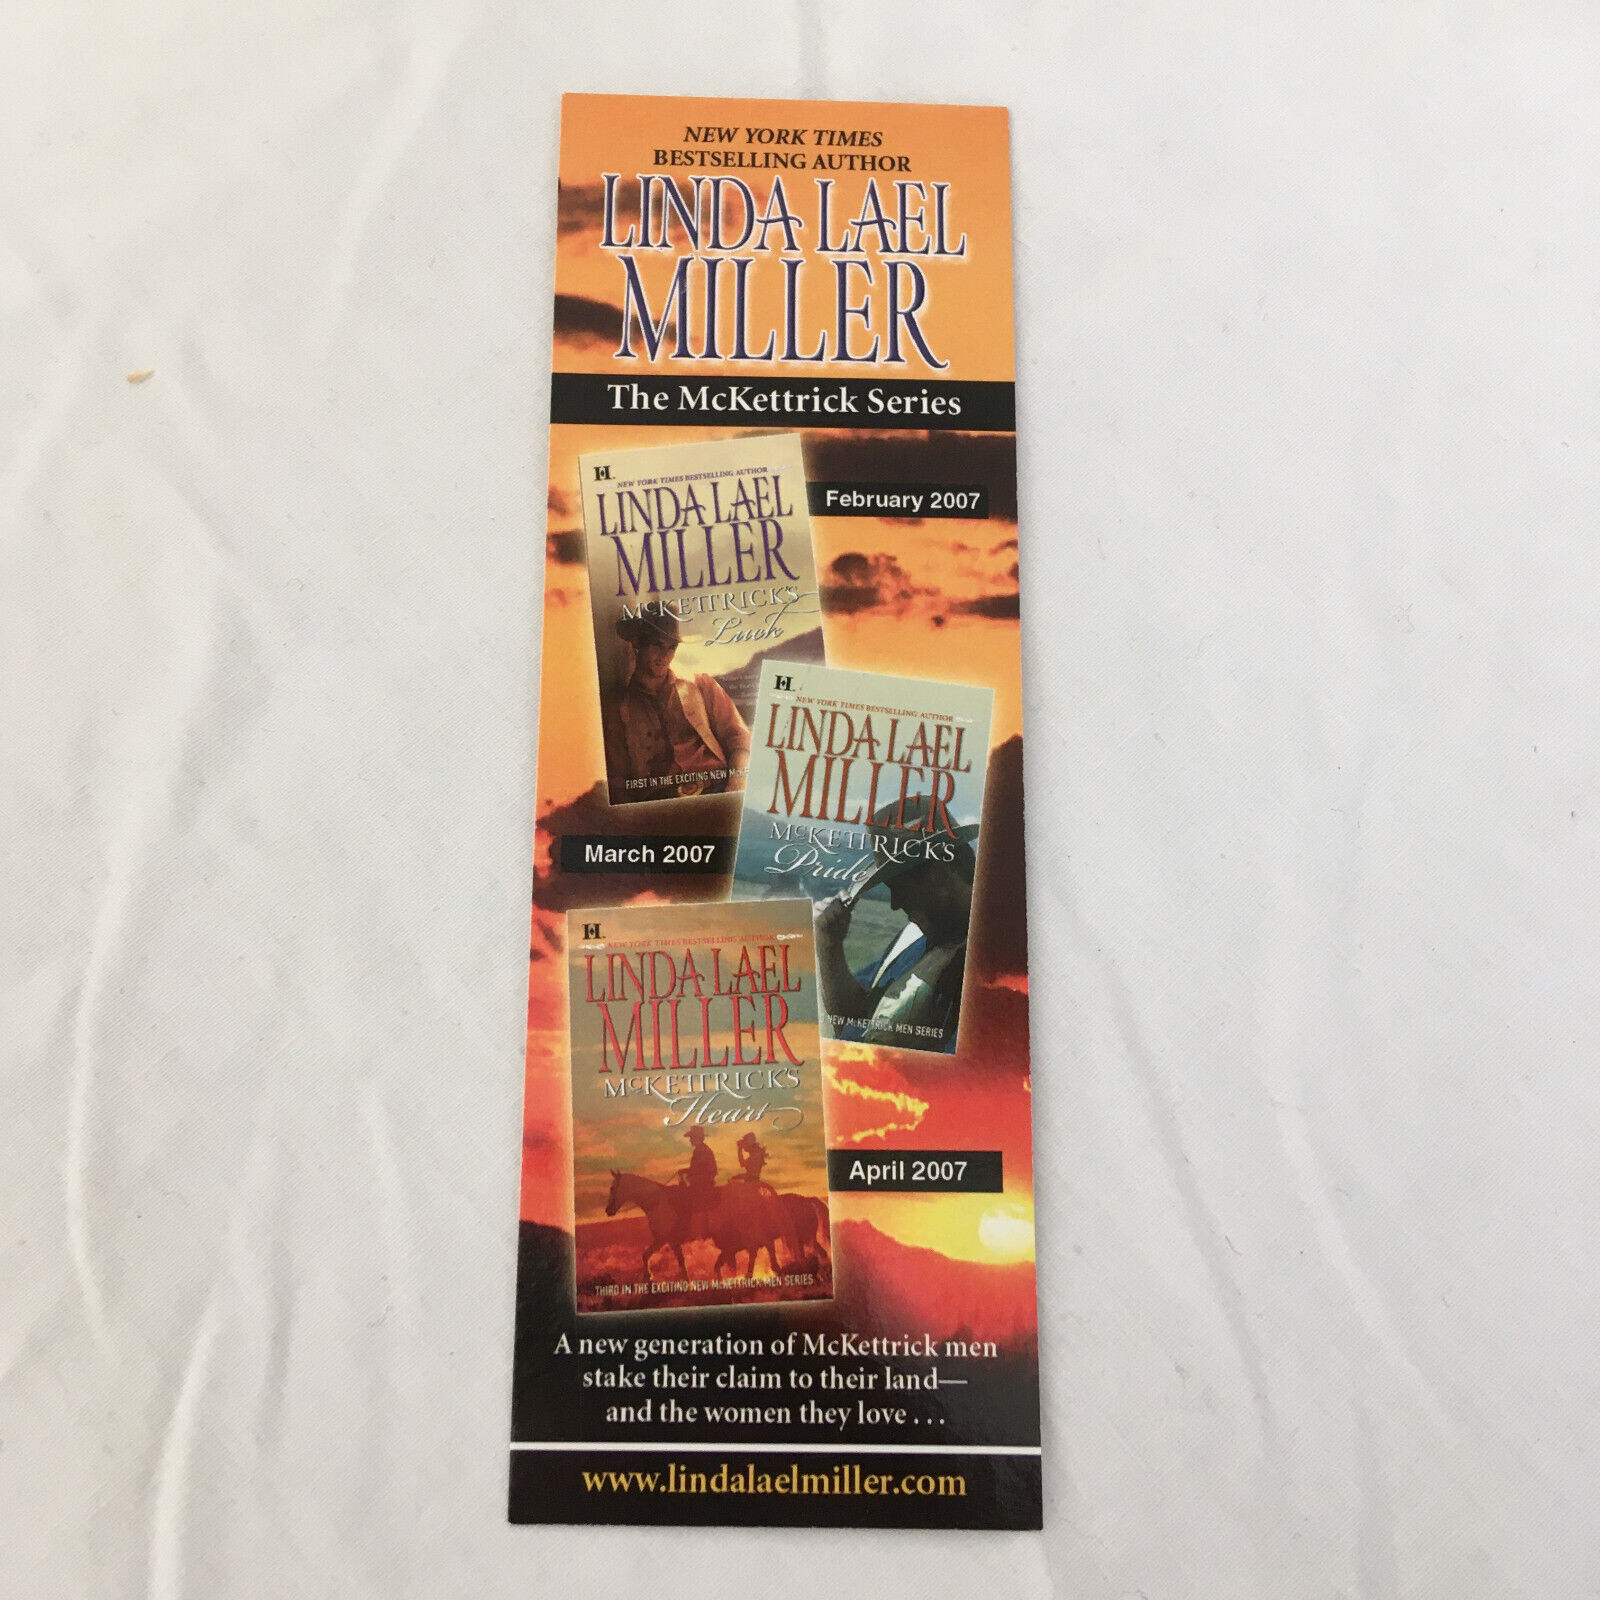 NEW YORK TIMES
BESTSELLING AUTHOR
LINDA LAEL
MILLER
The McKettrick Series
H.
NEW YORK TIMES BESTSELLING AUTHOR
LINDA LAEL
MILLER
McKETTRICK'S
Luck
FIRST IN THE EXCITING NEW McKE
February 2007
H.
NEW YORK TIMES BESTSELLING AUTHOR
LINDA LAEL
MILLER
McKETTRICK'S
Pride
NEW McKETTRICK MEN SERIES
March 2007
H.
NEW YORK TIMES BESTSELLING AUTHOR
LINDA LAEL
MILLER
McKETTRICK'S
Heart
THIRD IN THE EXCITING NEW McKETTRICK MEN SERIES
April 2007
A new generation of McKettrick men
stake their claim to their land—
and the women they love . . .
www.lindalaelmiller.com